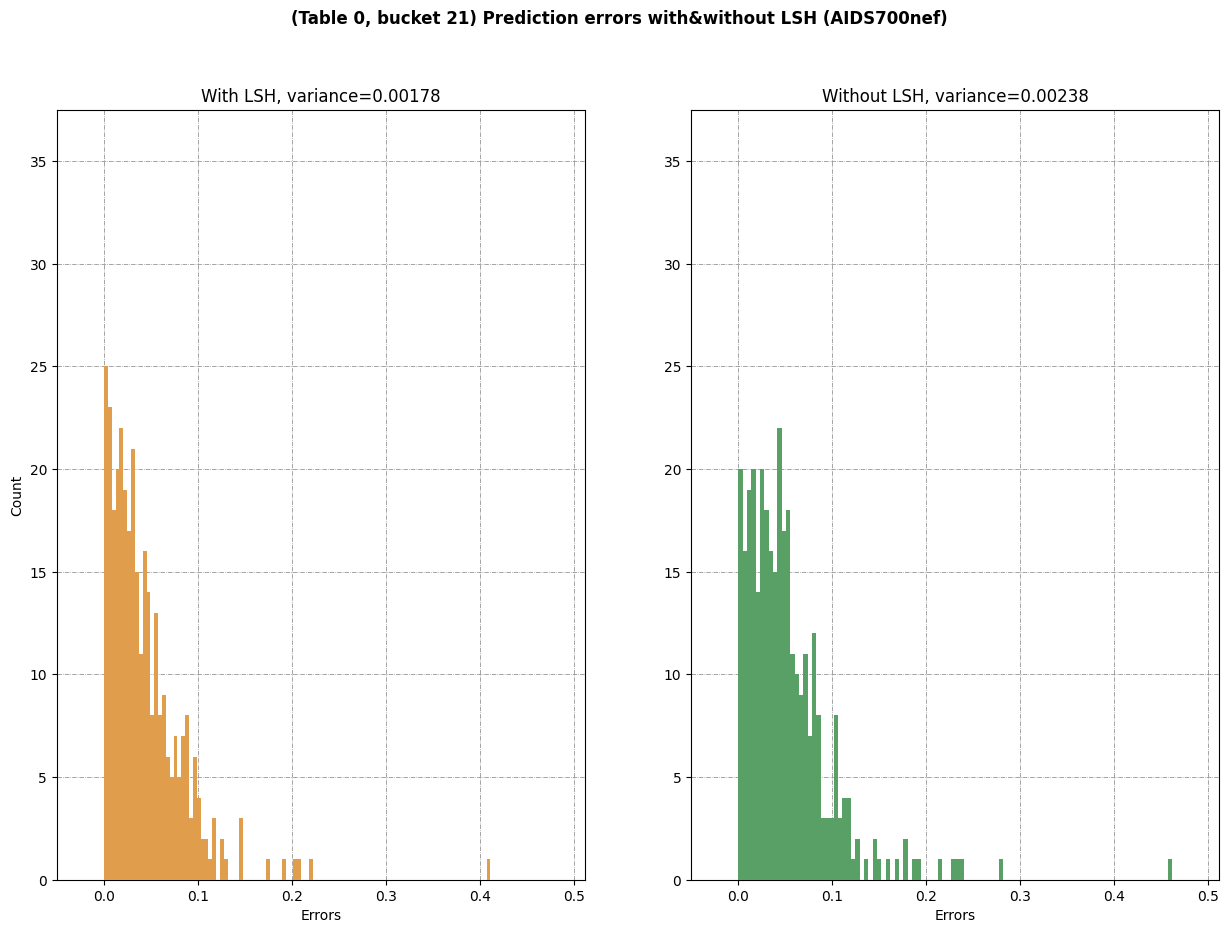 (Table 0, bucket 21) Prediction errors with&without LSH (AIDS700nef)
With LSH, variance=0.00178
35
30
25
20
15
10
5
0
Count
0.0 0.1 0.2 0.3 0.4 0.5
Errors
Without LSH, variance=0.00238
35
30
25
20
15
10
5
0
0.0 0.1 0.2 0.3 0.4 0.5
Errors